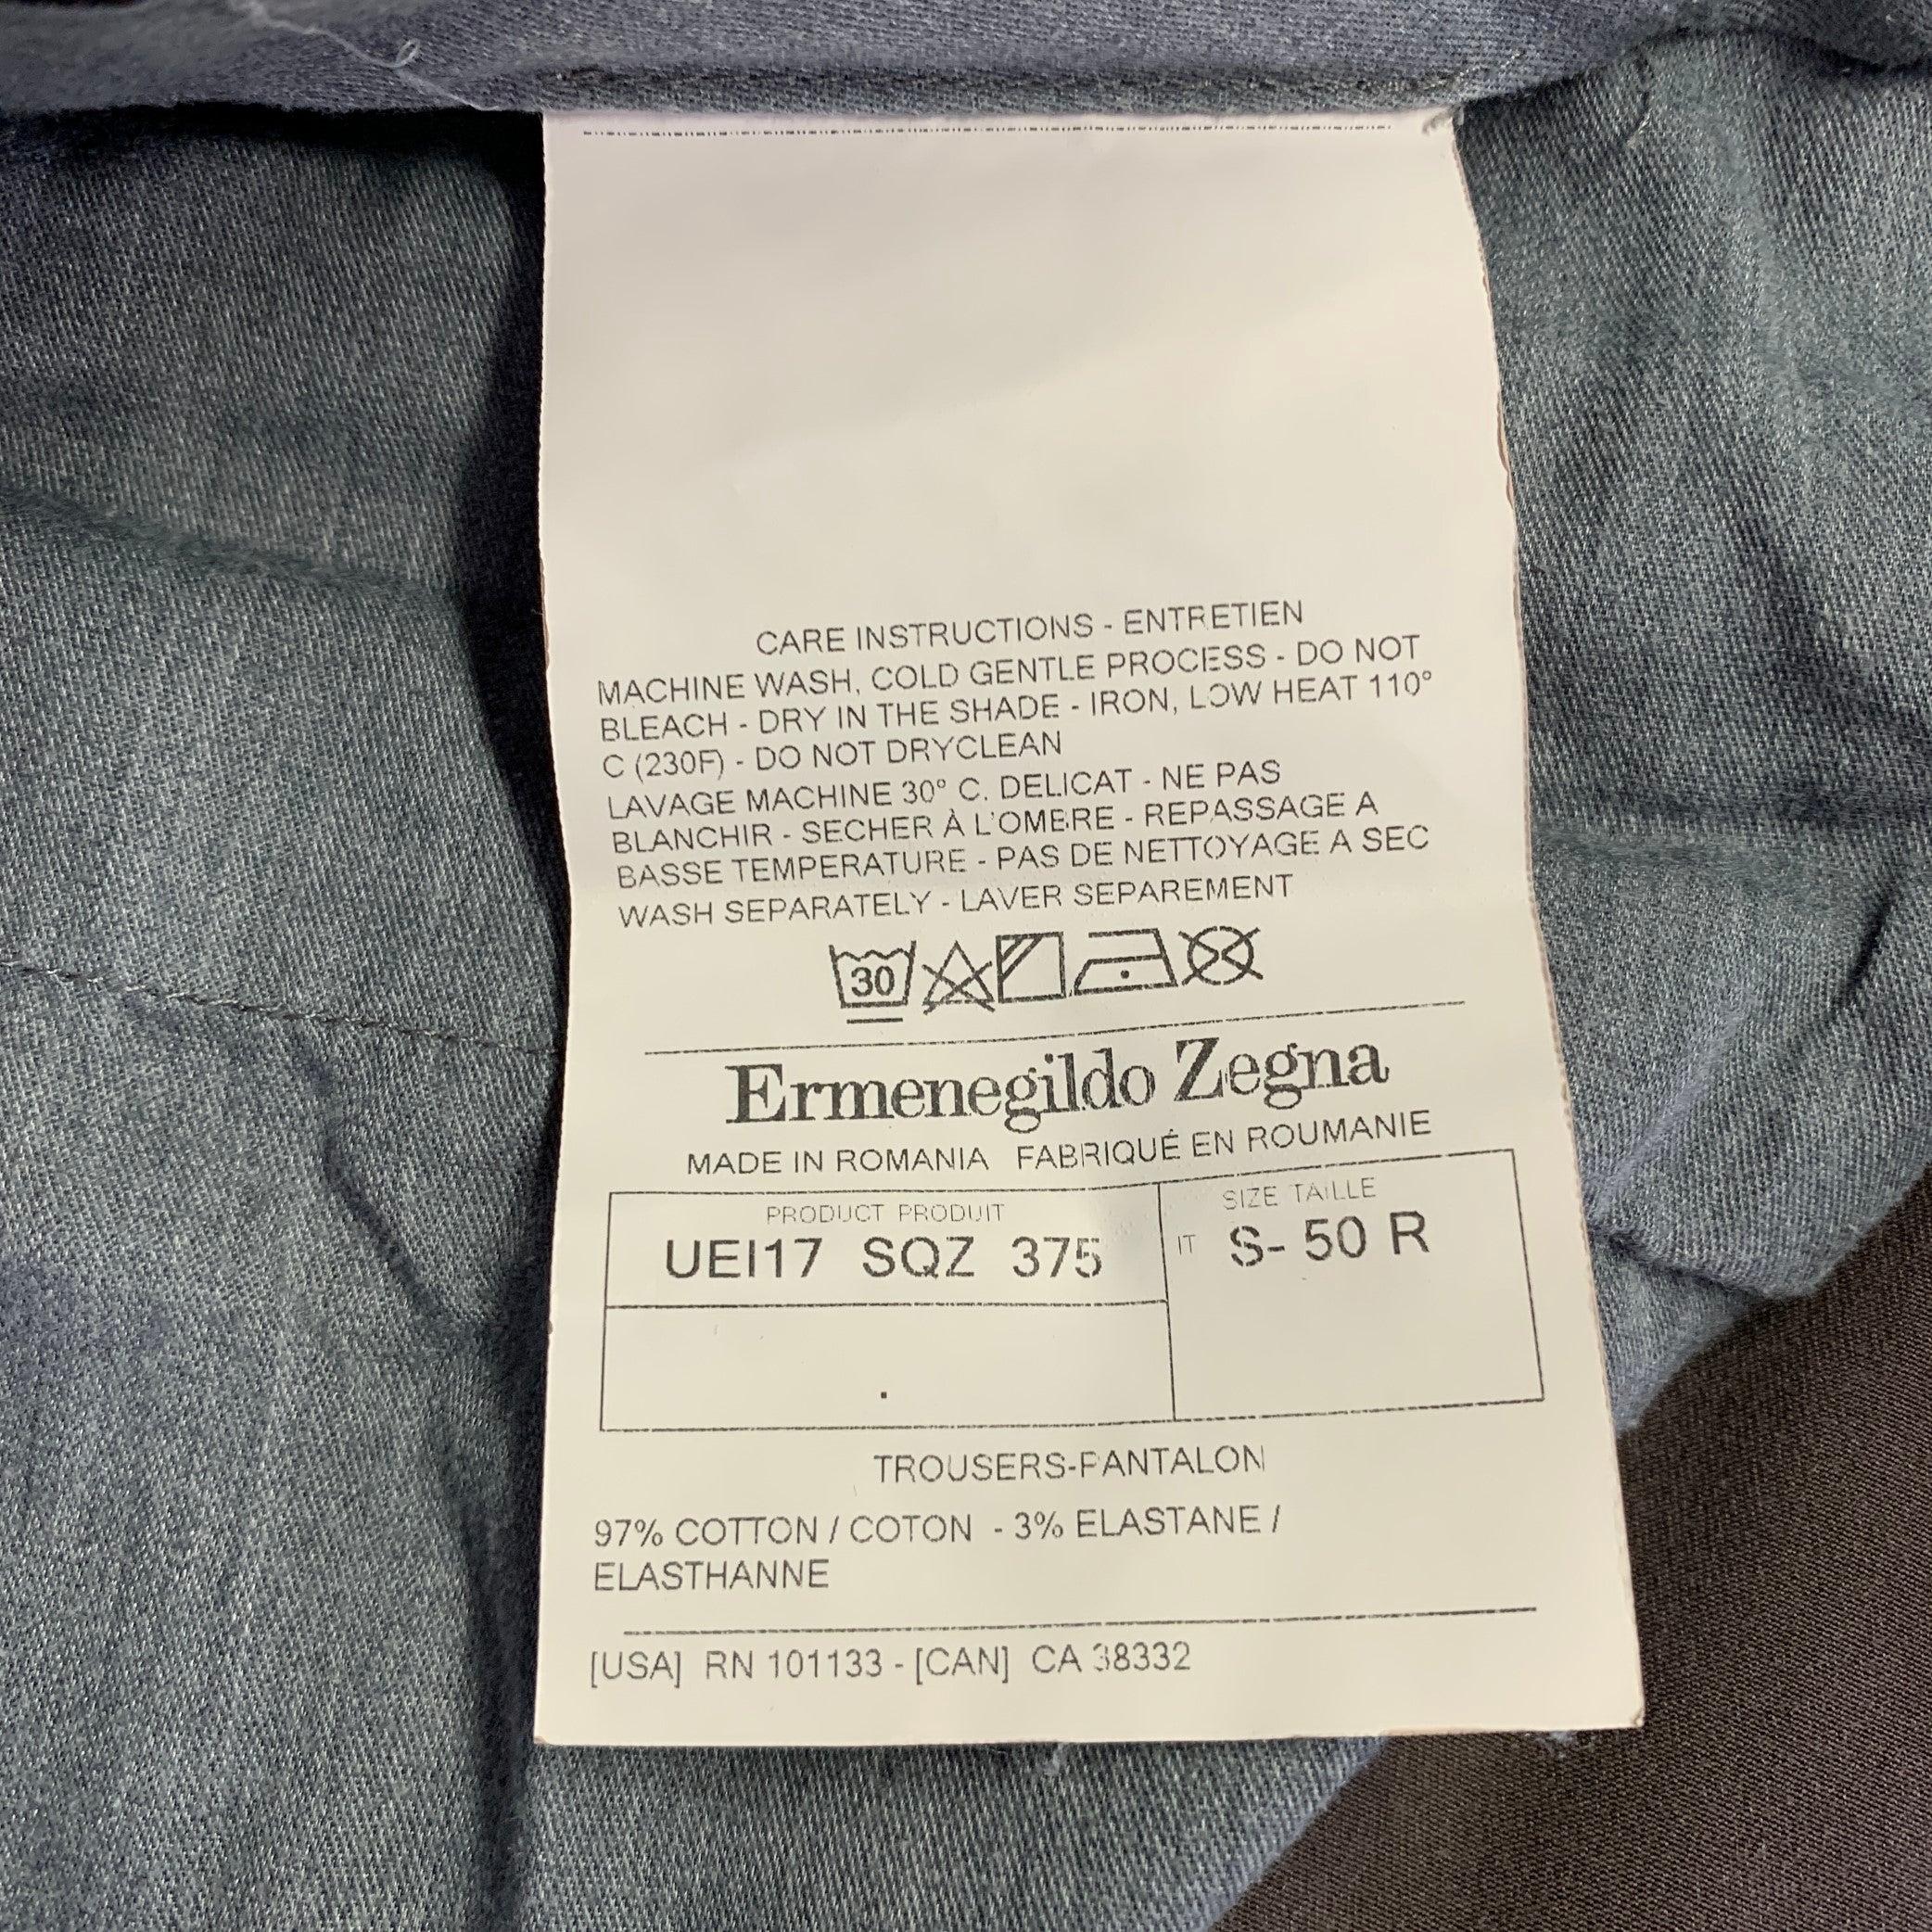 CARE INSTRUCTIONS - ENTRETIEN
MACHINE WASH, COLD GENTLE PROCESS - DO NOT
BLEACH - DRY IN THE SHADE - IRON, LOW HEAT 110°
C (230F) - DO NOT DRYCLEAN
LAVAGE MACHINE 30° C. DELICAT - NE PAS
BLANCHIR - SECHER À L'OMBRE - REPASSAGE A
BASSE TEMPERATURE - PAS DE NETTOYAGE A SEC
WASH SEPARATELY - LAVER SEPAREMENT
30
Ermenegildo Zegna
MADE IN ROMANIA FABRIQUÉ EN ROUMANIE
PRODUCT PRODUIT
UEI17 SQZ 375
SIZE TAILLE
IT S- 50 R
.
TROUSERS-PANTALON
97% COTTON / COTON - 3% ELASTANE /
ELASTHANNE
[USA] RN 101133 - [CAN] CA 38332